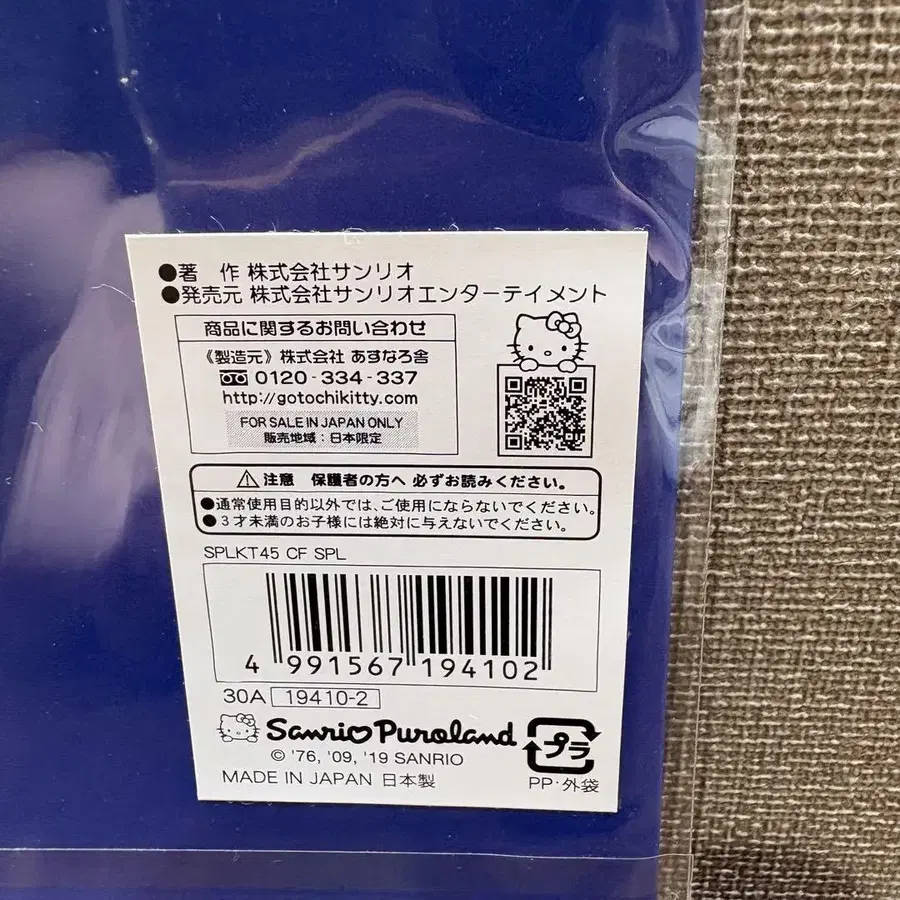 ●著　作 株式会社サンリオ
●発売元 株式会社サンリオエンターテイメント
商品に関するお問い合わせ
《製造元》株式会社 あすなろ舎
0120-334-337
http://gotochikitty.com
FOR SALE IN JAPAN ONLY
販売地域：日本限定
⚠注意　保護者の方へ 必ずお読みください。
●通常使用目的以外では、ご使用にならないでください。
●3才未満のお子様には絶対に与えないでください。
SPLKT45 CF SPL
4 991567 194102
30A 19410-2
Sanrio Puroland
© '76, '09, '19 SANRIO
MADE IN JAPAN 日本製
プラ
PP・外袋